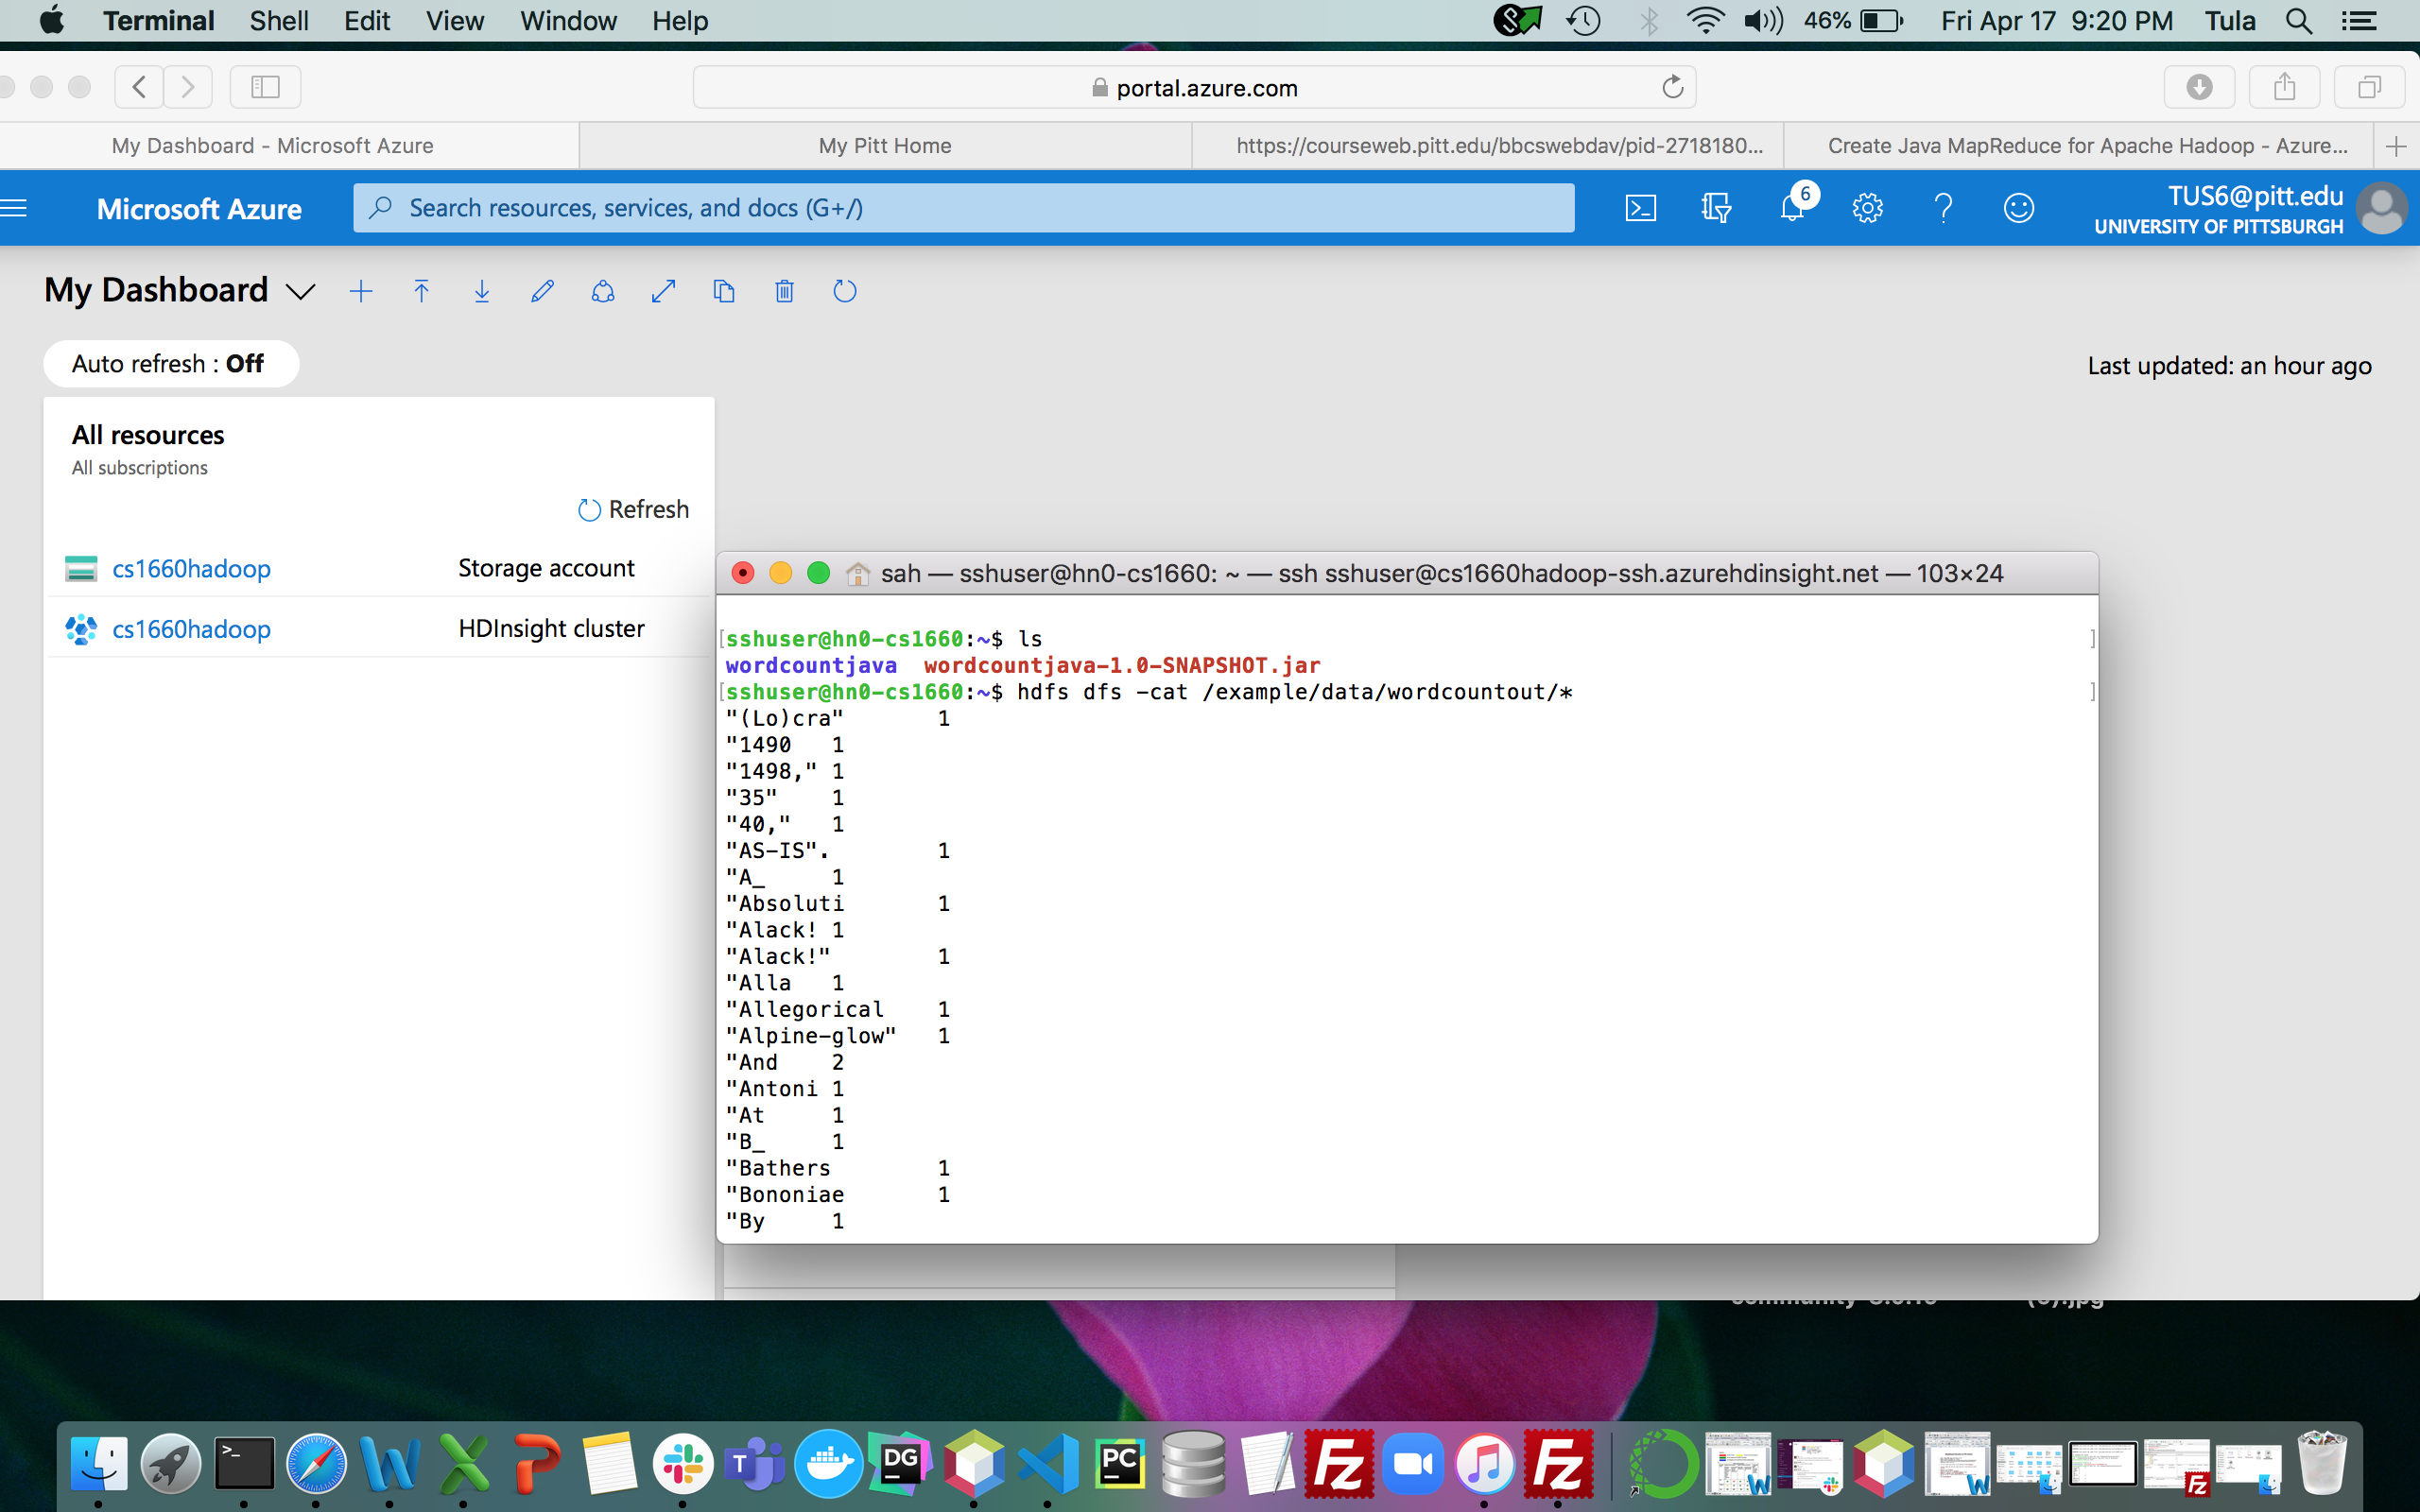 Terminal Shell Edit View Window Help 46% Fri Apr 17 9:20 PM Tula
portal.azure.com
My Dashboard - Microsoft Azure
My Pitt Home
https://courseweb.pitt.edu/bbcswebdav/pid-2718180...
Create Java MapReduce for Apache Hadoop - Azure...
Microsoft Azure
Search resources, services, and docs (G+/)
6
TUS6@pitt.edu
UNIVERSITY OF PITTSBURGH
My Dashboard
Auto refresh : Off
Last updated: an hour ago
All resources
All subscriptions
Refresh
cs1660hadoop Storage account
cs1660hadoop HDInsight cluster
sah — sshuser@hn0-cs1660: ~ — ssh sshuser@cs1660hadoop-ssh.azurehdinsight.net — 103×24
[sshuser@hn0-cs1660:~$ ls ]
wordcountjava wordcountjava-1.0-SNAPSHOT.jar
[sshuser@hn0-cs1660:~$ hdfs dfs -cat /example/data/wordcountout/* ]
"(Lo)cra" 1
"1490 1
"1498," 1
"35" 1
"40," 1
"AS-IS". 1
"A_ 1
"Absoluti 1
"Alack! 1
"Alack!" 1
"Alla 1
"Allegorical 1
"Alpine-glow" 1
"And 2
"Antoni 1
"At 1
"B_ 1
"Bathers 1
"Bononiae 1
"By 1
DG
PC